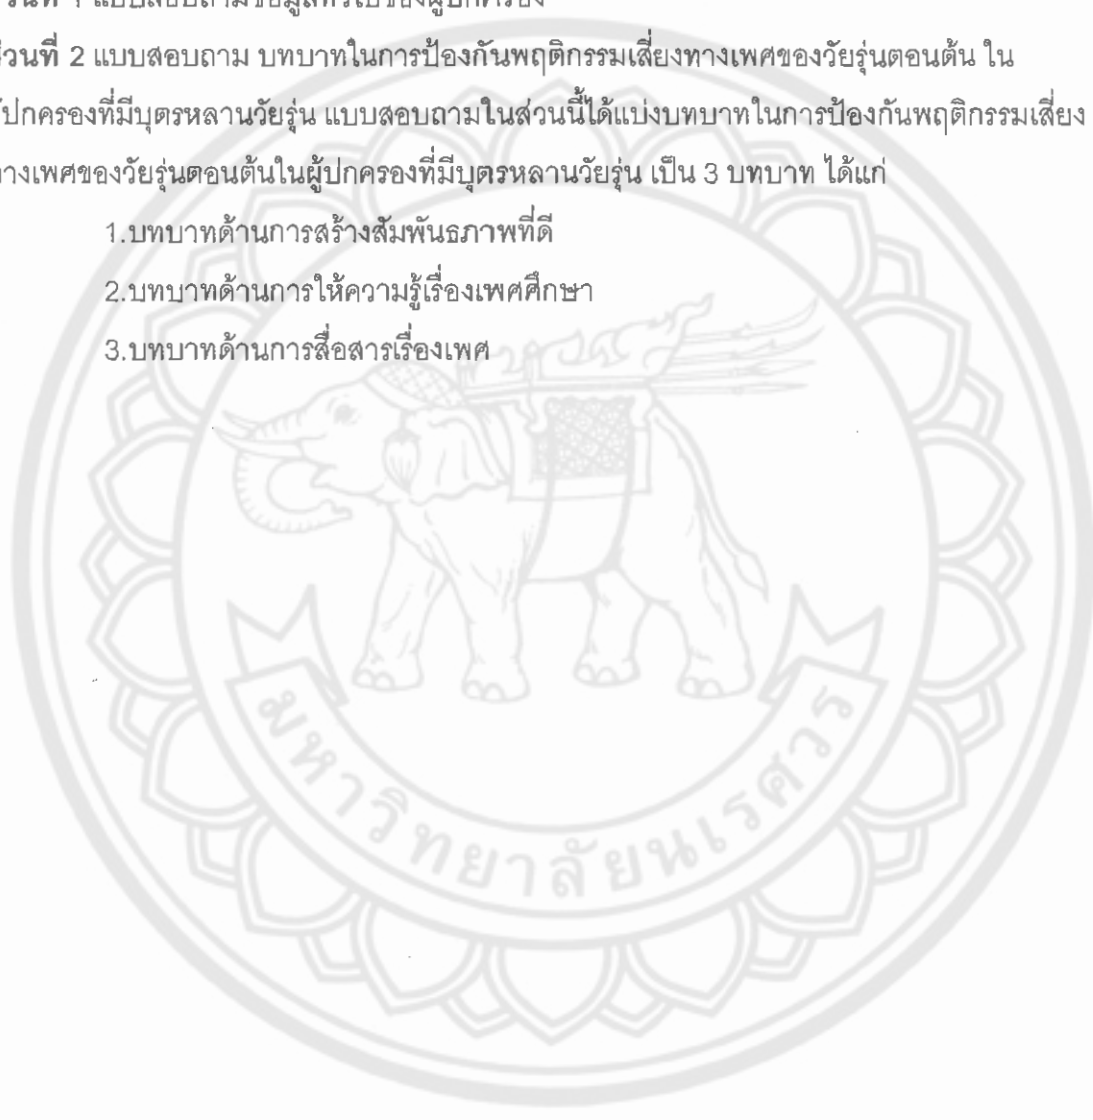 ที่ 1 แบบสอบถามข้อมูลทั่วไปของผู้ปกครอง
วนที่ 2 แบบสอบถาม บทบาทในการป้องกันพฤติกรรมเสี่ยงทางเพศของวัยรุ่นตอนต้น ใน
ปกครองที่มีบุตรหลานวัยรุ่น แบบสอบถามในส่วนนี้ได้แบ่งบทบาทในการป้องกันพฤติกรรมเสี่ยง
างเพศของวัยรุ่นตอนต้นในผู้ปกครองที่มีบุตรหลานวัยรุ่น เป็น 3 บทบาท ได้แก่
1.บทบาทด้านการสร้างสัมพันธภาพที่ดี
2.บทบาทด้านการให้ความรู้เรื่องเพศศึกษา
3.บทบาทด้านการสื่อสารเรื่องเพศ
มหาวิทยาลัยนเรศวร